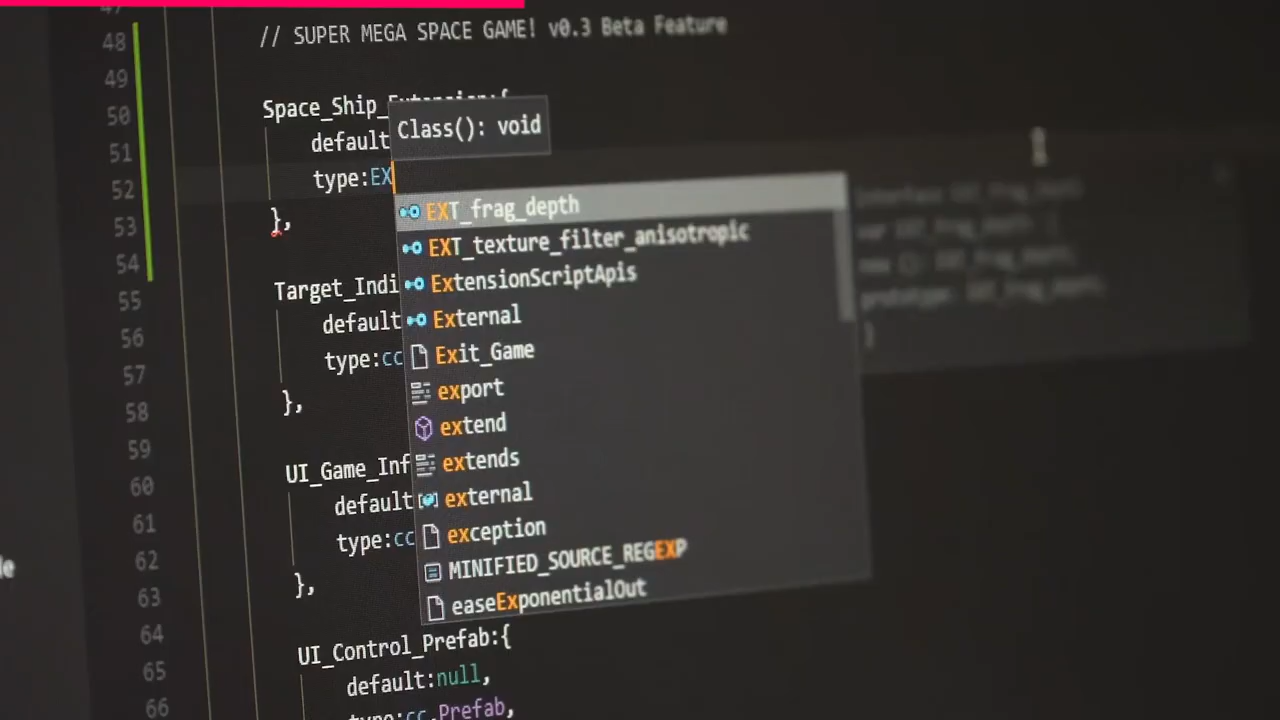 47
48 // SUPER MEGA SPACE GAME! v0.3 Beta Feature
49
50 Space_Ship_Extension:{
Class(): void
51 default
52 type:EX
53 },
54
55 Target_Indi
56 default
57 type:cc
58 },
59
60 UI_Game_Inf
61 default
62 type:cc
63 },
64
65 UI_Control_Prefab:{
66 default:null,
type:cc.Prefab,
EXT_frag_depth
EXT_texture_filter_anisotropic
ExtensionScriptApis
External
Exit_Game
export
extend
extends
external
exception
MINIFIED_SOURCE_REGEXP
easeExponentialOut